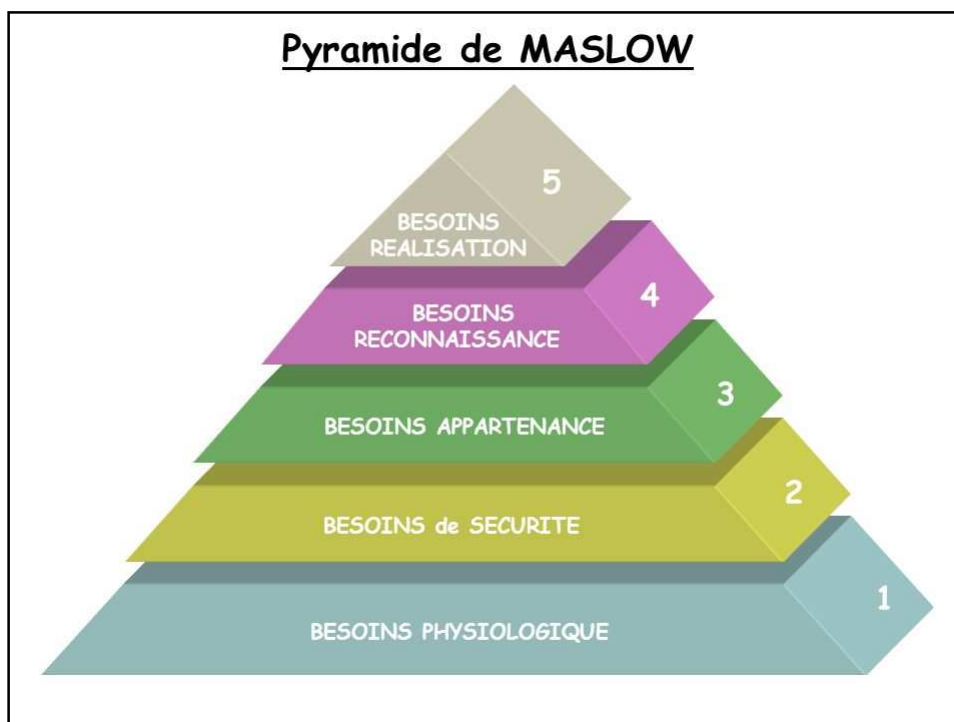 Pyramide de MASLOW
5
BESOINS
REALISATION
4
BESOINS
RECONNAISSANCE
3
BESOINS APPARTENANCE
2
BESOINS de SECURITE
1
BESOINS PHYSIOLOGIQUE